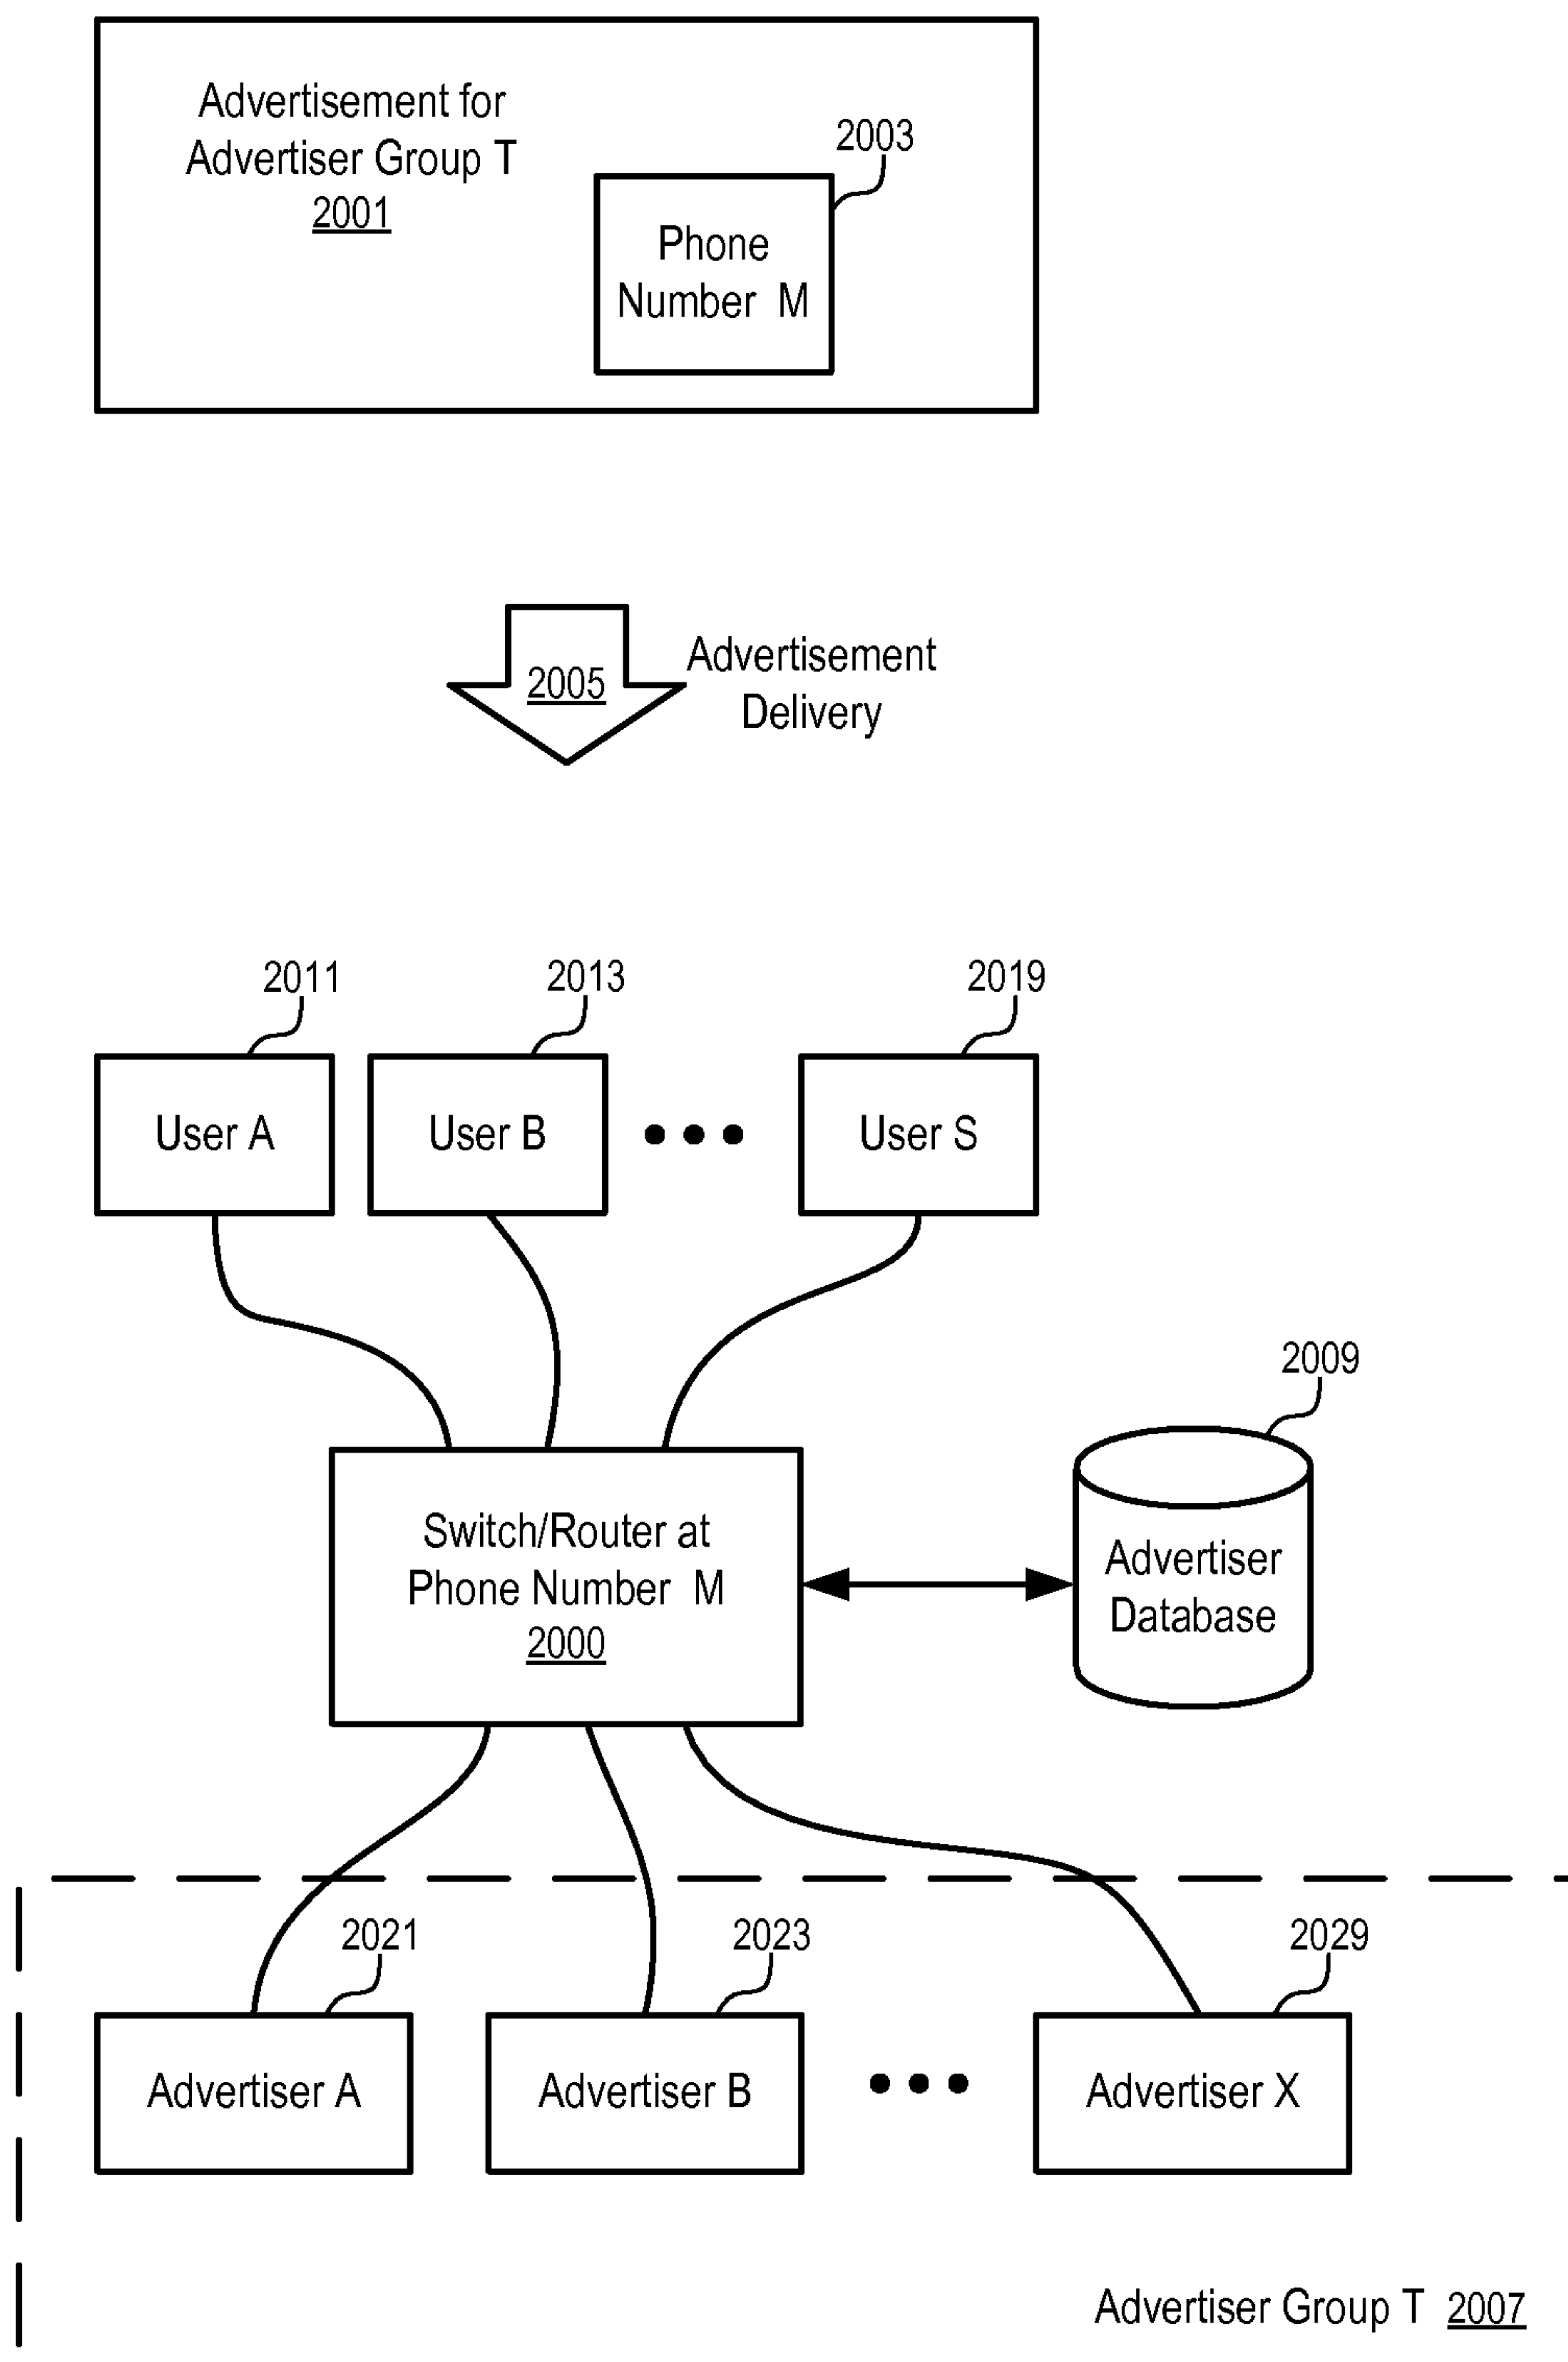 Advertisement for
Advertiser Group T
2001
2003
Phone
Number M
2005
Advertisement
Delivery
2011
2013
2019
User A
User B
User S
2009
Switch/Router at
Phone Number M
2000
Advertiser
Database
2021
2023
2029
Advertiser A
Advertiser B
Advertiser X
Advertiser Group T 2007